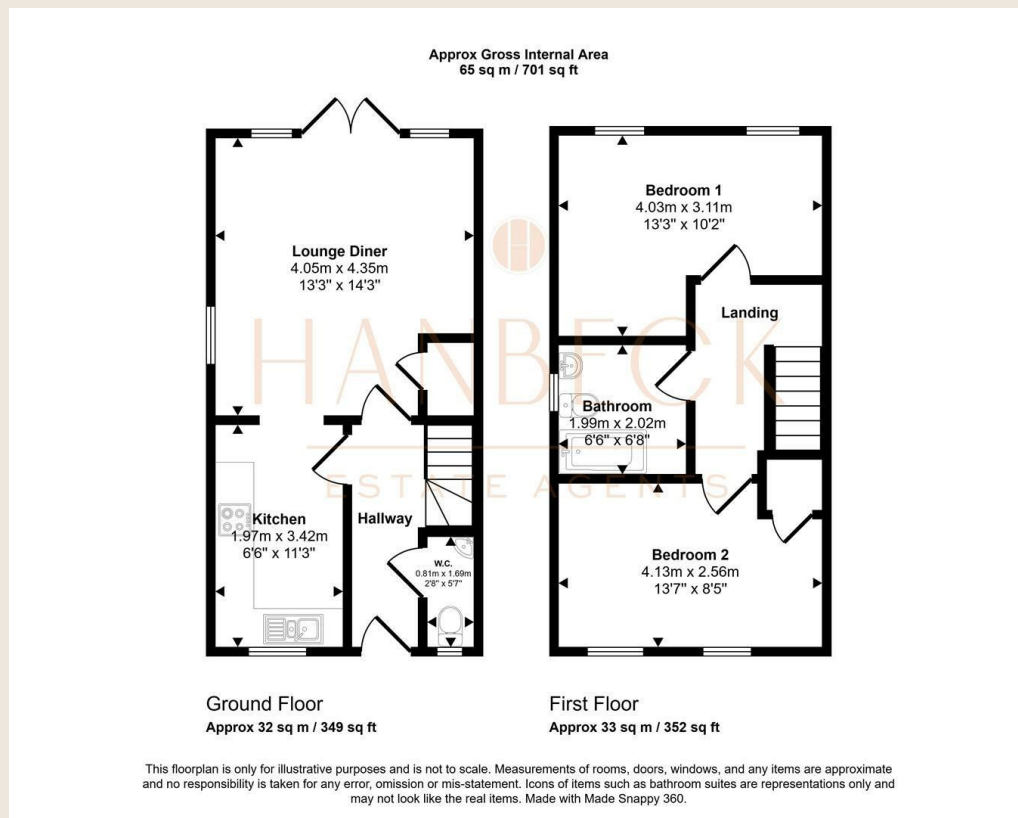 Approx Gross Internal Area
65 sq m / 701 sq ft
Lounge Diner
4.05m x 4.35m
13'3" x 14'3"
Kitchen
1.97m x 3.42m
6'6" x 11'3"
Hallway
W.C.
0.81m x 1.69m
2'8" x 5'7"
Bedroom 1
4.03m x 3.11m
13'3" x 10'2"
Landing
Bathroom
1.99m x 2.02m
6'6" x 6'8"
Bedroom 2
4.13m x 2.56m
13'7" x 8'5"
HANBECK
ESTATE AGENTS
Ground Floor
Approx 32 sq m / 349 sq ft
First Floor
Approx 33 sq m / 352 sq ft
This floorplan is only for illustrative purposes and is not to scale. Measurements of rooms, doors, windows, and any items are approximate
and no responsibility is taken for any error, omission or mis-statement. Icons of items such as bathroom suites are representations only and
may not look like the real items. Made with Made Snappy 360.